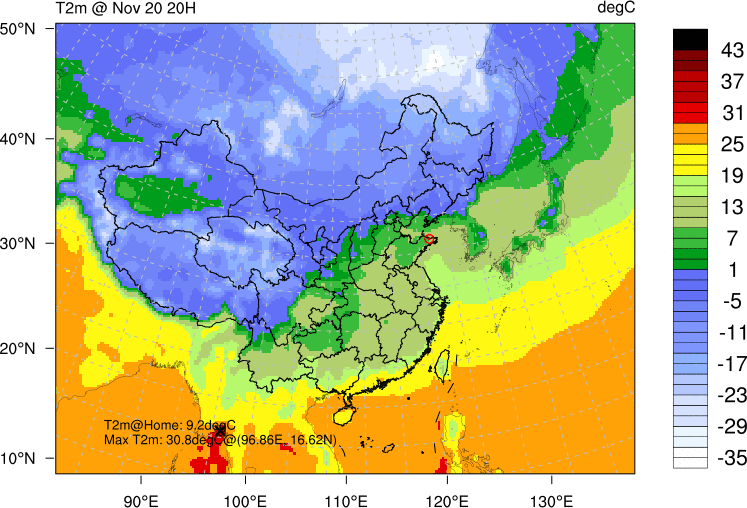 T2m @ Nov 20 20H
degC
50°N
40°N
30°N
20°N
10°N
T2m@Home: 9.2degC
Max T2m: 30.8degC@(96.86E, 16.62N)
90°E
100°E
110°E
120°E
130°E
43
37
31
25
19
13
7
1
-5
-11
-17
-23
-29
-35